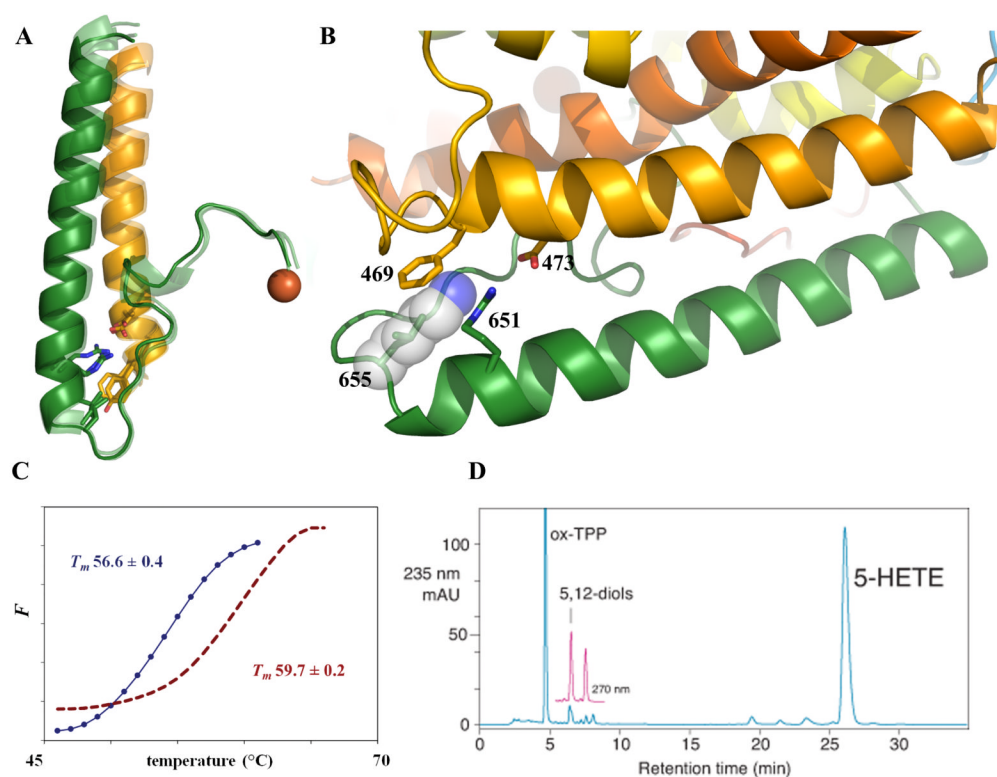 A
B
469
473
651
655
C
D
Tm 56.6 ± 0.4
Tm 59.7 ± 0.2
F
45
temperature (°C)
70
ox-TPP
100
235 nm
mAU
5,12-diols
5-HETE
50
270 nm
0
0
5
10
15
20
25
30
Retention time (min)